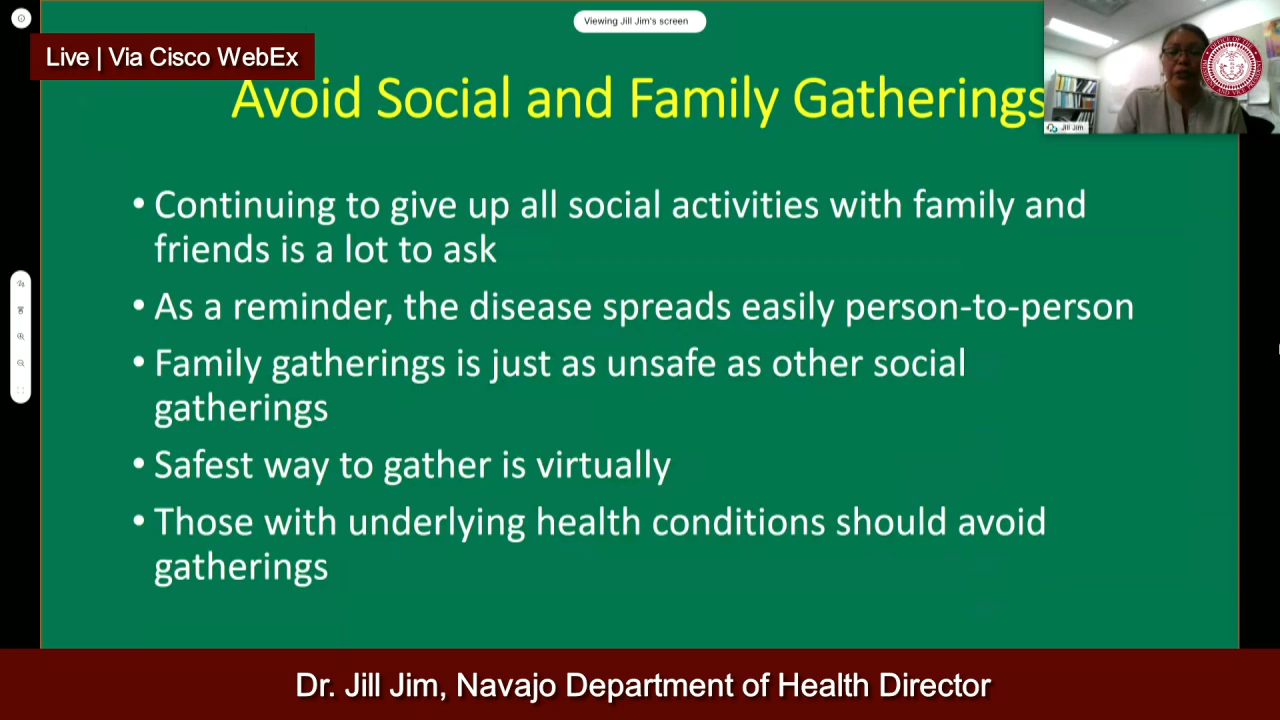 Viewing Jill Jim's screen
Live | Via Cisco WebEx
Avoid Social and Family Gatherings
Jill Jim
• Continuing to give up all social activities with family and
friends is a lot to ask
• As a reminder, the disease spreads easily person-to-person
• Family gatherings is just as unsafe as other social
gatherings
• Safest way to gather is virtually
• Those with underlying health conditions should avoid
gatherings
Dr. Jill Jim, Navajo Department of Health Director